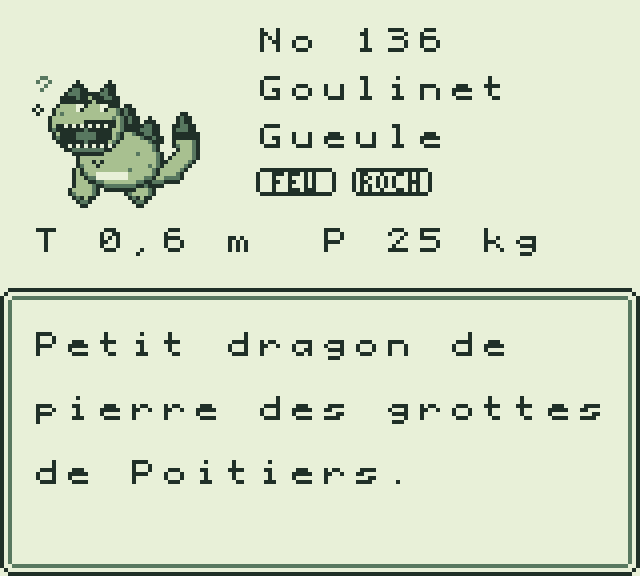 No 136
Goulinet
Gueule
FEU ROCH
T 0,6 m P 25 kg
Petit dragon de
pierre des grottes
de Poitiers.